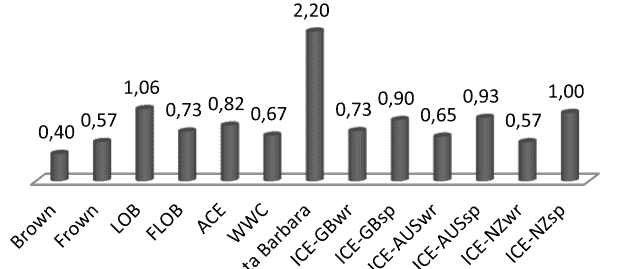 2,20
1,06
0,40
0,57
0,73
0,82
0,67
0,73
0,90
0,65
0,93
0,57
1,00
Brown
Frown
LOB
FLOB
ACE
WWC
ta Barbara
ICE-GBwr
ICE-GBsp
ICE-AUSwr
ICE-AUSsp
ICE-NZwr
ICE-NZsp